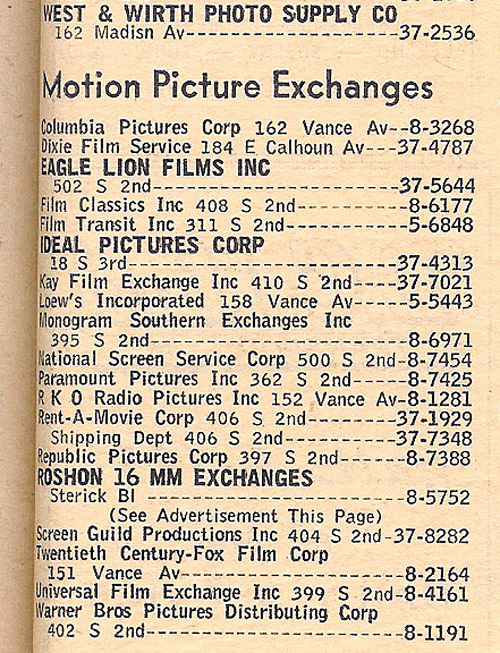 WEST & WIRTH PHOTO SUPPLY CO
162 Madisn Av-----------------37-2536
Motion Picture Exchanges
Columbia Pictures Corp 162 Vance Av--8-3268
Dixie Film Service 184 E Calhoun Av---37-4787
EAGLE LION FILMS INC
502 S 2nd--------------------37-5644
Film Classics Inc 408 S 2nd----------8-6177
Film Transit Inc 311 S 2nd-----------5-6848
IDEAL PICTURES CORP
18 S 3rd----------------------37-4313
Kay Film Exchange Inc 410 S 2nd----37-7021
Loew's Incorporated 158 Vance Av-----5-5443
Monogram Southern Exchanges Inc
395 S 2nd---------------------8-6971
National Screen Service Corp 500 S 2nd-8-7454
Paramount Pictures Inc 362 S 2nd-----8-7425
R K O Radio Pictures Inc 152 Vance Av-8-1281
Rent-A-Movie Corp 406 S 2nd--------37-1929
Shipping Dept 406 S 2nd---------37-7348
Republic Pictures Corp 397 S 2nd------8-7388
ROSHON 16 MM EXCHANGES
Sterick Bl ---------------------8-5752
(See Advertisement This Page)
Screen Guild Productions Inc 404 S 2nd-37-8282
Twentieth Century-Fox Film Corp
151 Vance Av------------------8-2164
Universal Film Exchange Inc 399 S 2nd-8-4161
Warner Bros Pictures Distributing Corp
402 S 2nd---------------------8-1191